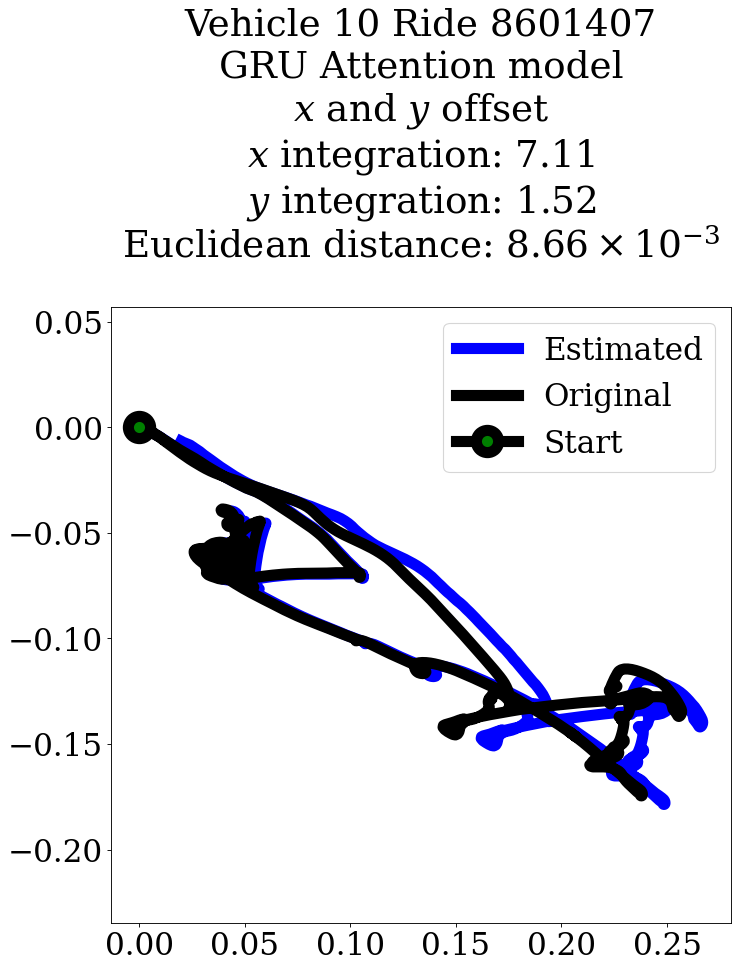 Vehicle 10 Ride 8601407
GRU Attention model
x and y offset
x integration: 7.11
y integration: 1.52
Euclidean distance: 8.66 × 10⁻³
0.05
0.00
−0.05
−0.10
−0.15
−0.20
Estimated
Original
Start
0.00 0.05 0.10 0.15 0.20 0.25